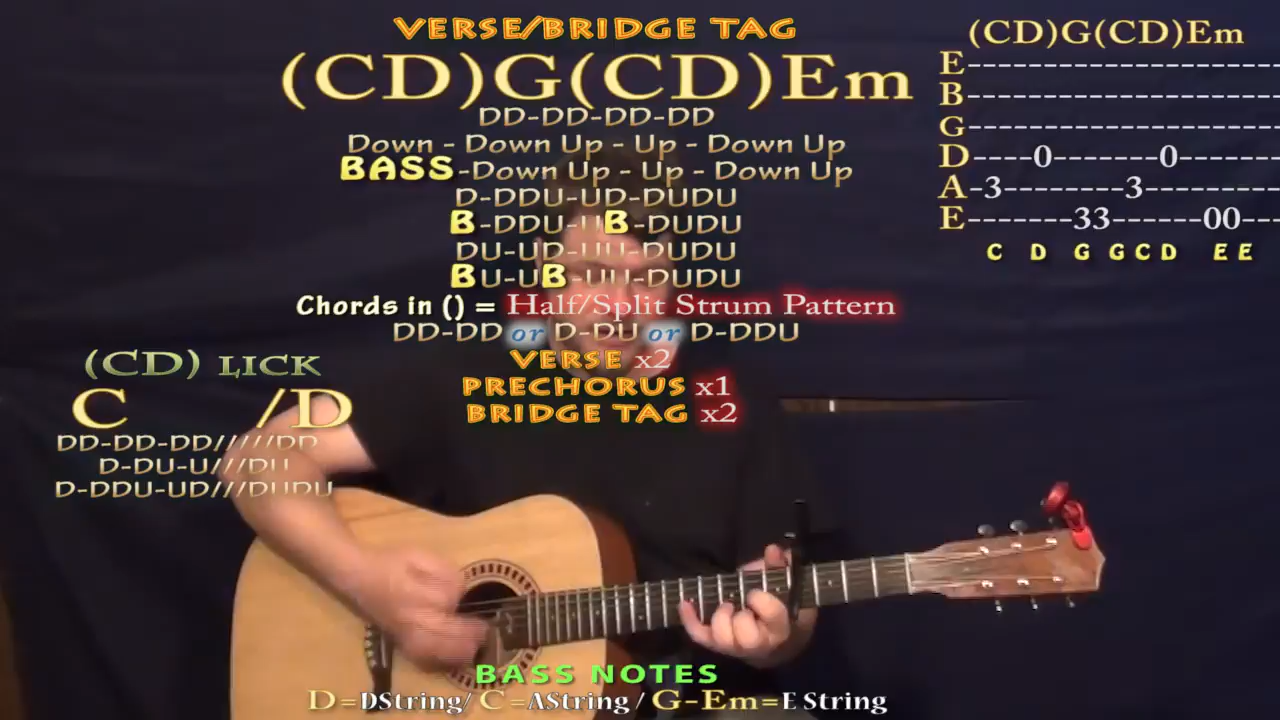 VERSE/BRIDGE TAG
(CD)G(CD)Em
DD-DD-DD-DD
Down - Down Up - Up - Down Up
BASS-Down Up - Up - Down Up
D-DDU-UD-DUDU
B-DDU-UB-DUDU
DU-UD-UU-DUDU
BU-UB-UU-DUDU
Chords in () = Half/Split Strum Pattern
DD-DD or D-DU or D-DDU
VERSE x2
PRECHORUS x1
BRIDGE TAG x2
(CD)G(CD)Em
E------------------------------
B------------------------------
G------------------------------
D----0-------0------
A-3--------3---------
E-------33------00---
C D G G C D E E
(CD) LICK
C /D
DD-DD-DD/////DD
D-DU-U///DU
D-DDU-UD///DUDU
BASS NOTES
D=DString/ C=AString / G-Em=E String